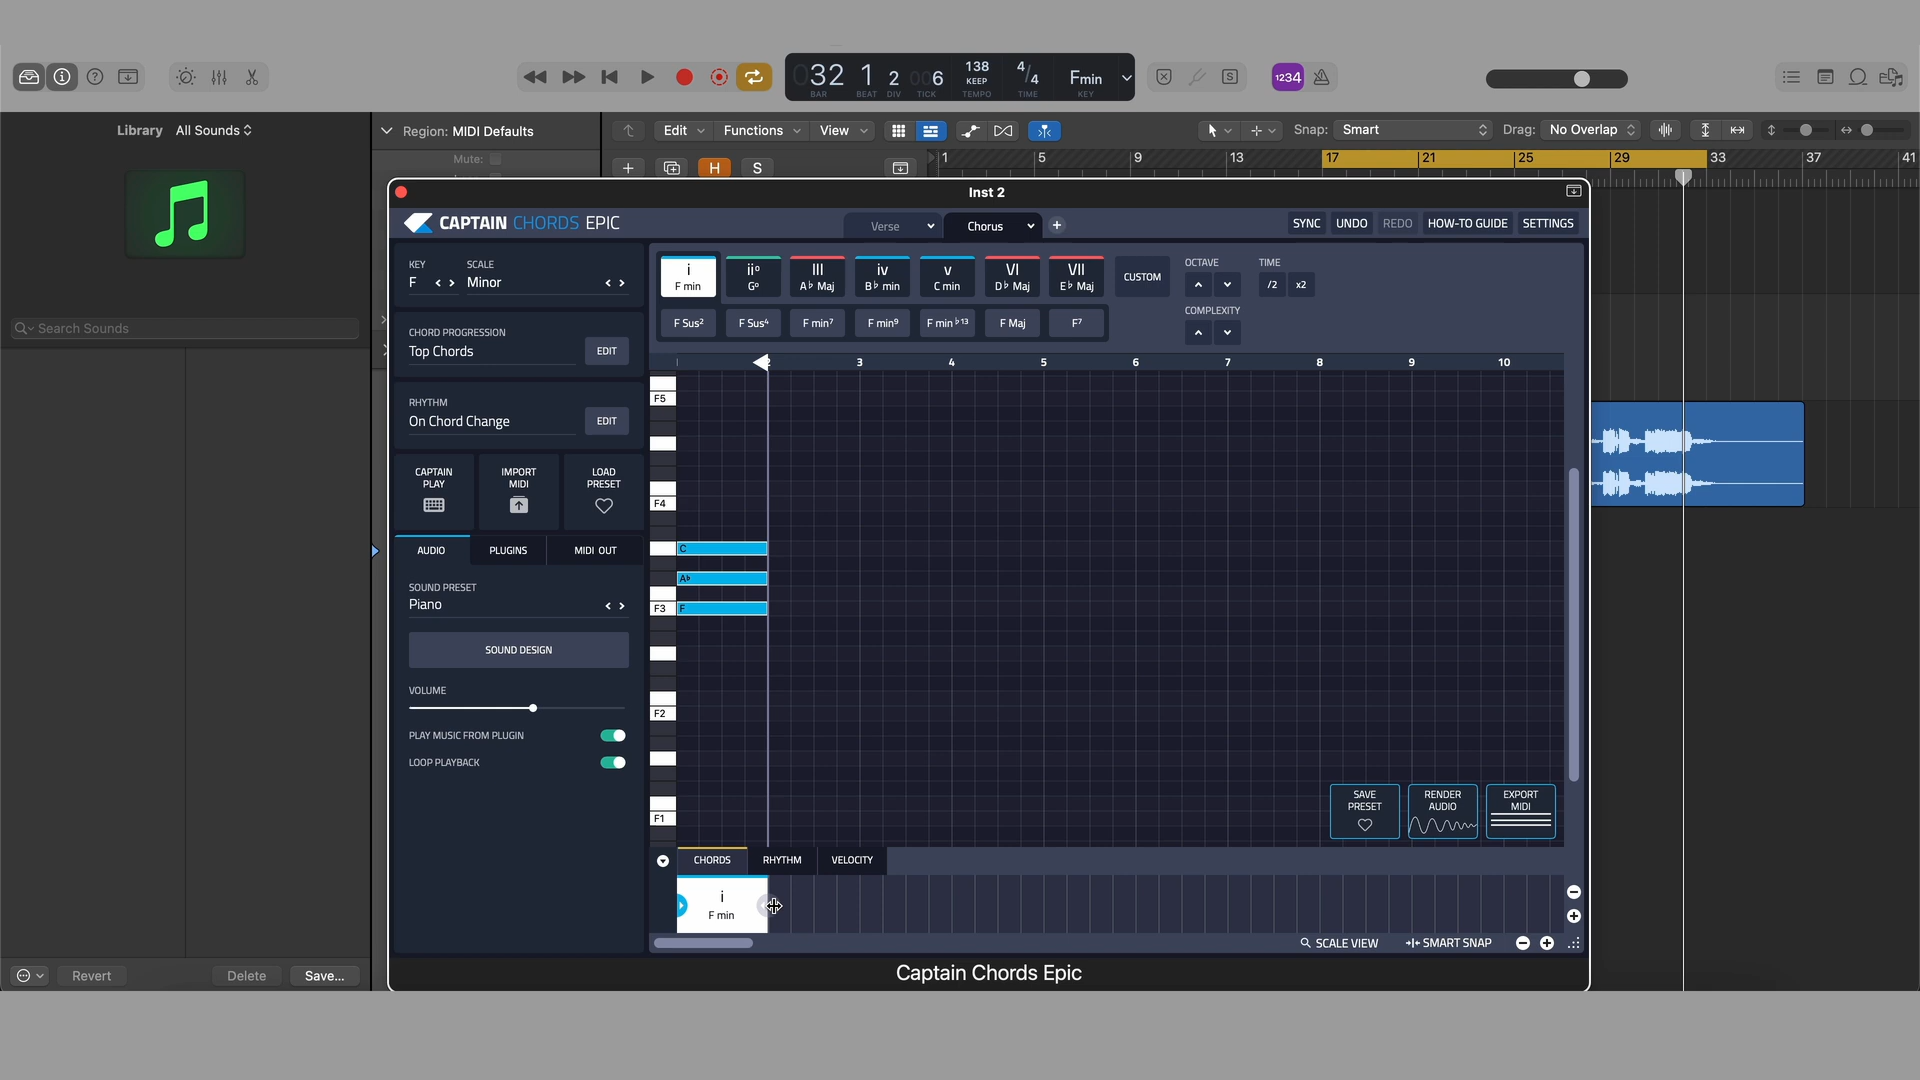 032 1 2 006
BAR BEAT DIV TICK
138
KEEP
TEMPO
4/4
TIME
Fmin
KEY
S
1234
Library All Sounds
Region: MIDI Defaults
Mute:
Edit Functions View
Snap: Smart
Drag: No Overlap
H S
1 5 9 13 17 21 25 29 33 37 41
Search Sounds
Inst 2
CAPTAIN CHORDS EPIC
Verse Chorus
SYNC UNDO REDO HOW-TO GUIDE SETTINGS
KEY
F
SCALE
Minor
CHORD PROGRESSION
Top Chords
EDIT
RHYTHM
On Chord Change
EDIT
CAPTAIN PLAY
IMPORT MIDI
LOAD PRESET
AUDIO PLUGINS MIDI OUT
SOUND PRESET
Piano
SOUND DESIGN
VOLUME
PLAY MUSIC FROM PLUGIN
LOOP PLAYBACK
i iiº III iv v VI VII
F min Gº A♭ Maj B♭ min C min D♭ Maj E♭ Maj
CUSTOM
F Sus² F Sus⁴ F min⁷ F min⁹ F min♭¹³ F Maj F⁷
OCTAVE TIME
/2 x2
COMPLEXITY
3 4 5 6 7 8 9 10
F5
F4
C
A♭
F3 F
F2
F1
SAVE PRESET
RENDER AUDIO
EXPORT MIDI
CHORDS RHYTHM VELOCITY
i
F min
SCALE VIEW SMART SNAP
Captain Chords Epic
Revert Delete Save...